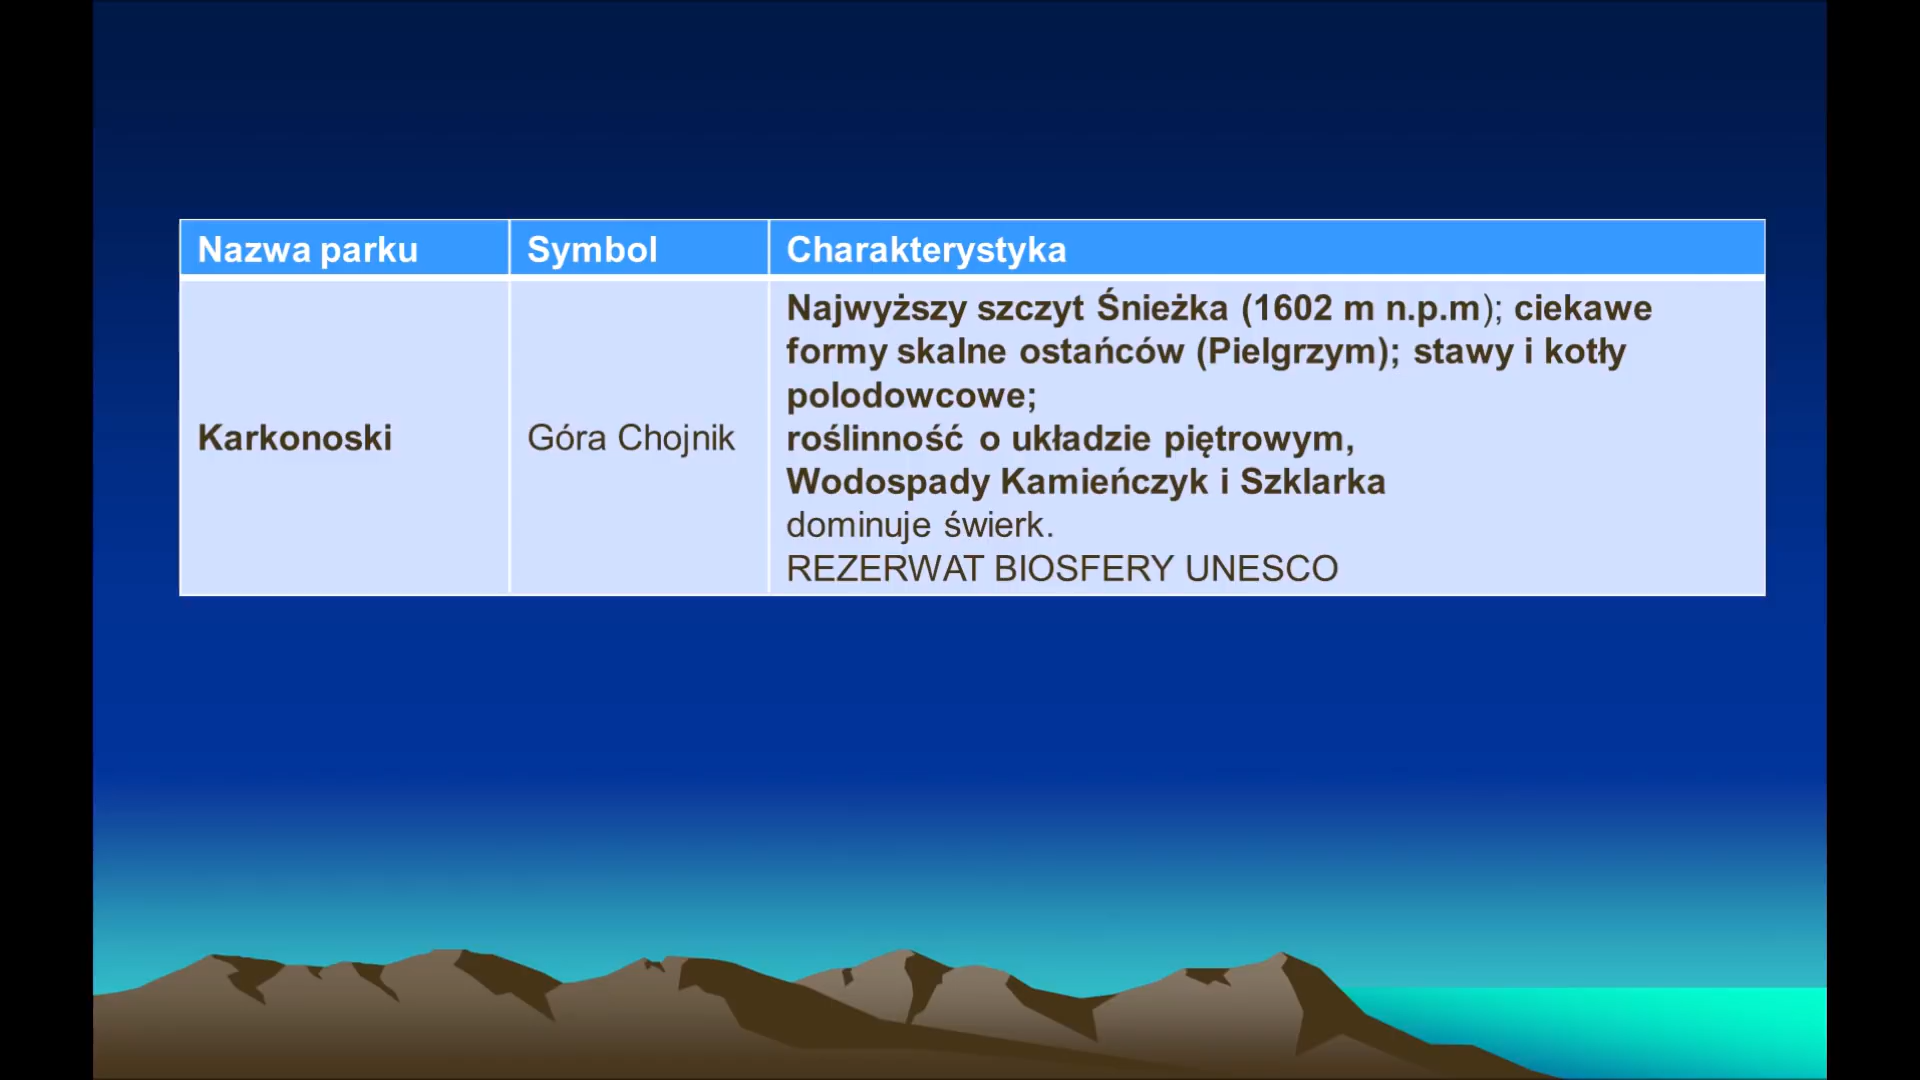 Nazwa parku
Symbol
Charakterystyka
Karkonoski
Góra Chojnik
Najwyższy szczyt Śnieżka (1602 m n.p.m); ciekawe
formy skalne ostańców (Pielgrzym); stawy i kotły
polodowcowe;
roślinność o układzie piętrowym,
Wodospady Kamieńczyk i Szklarka
dominuje świerk.
REZERWAT BIOSFERY UNESCO